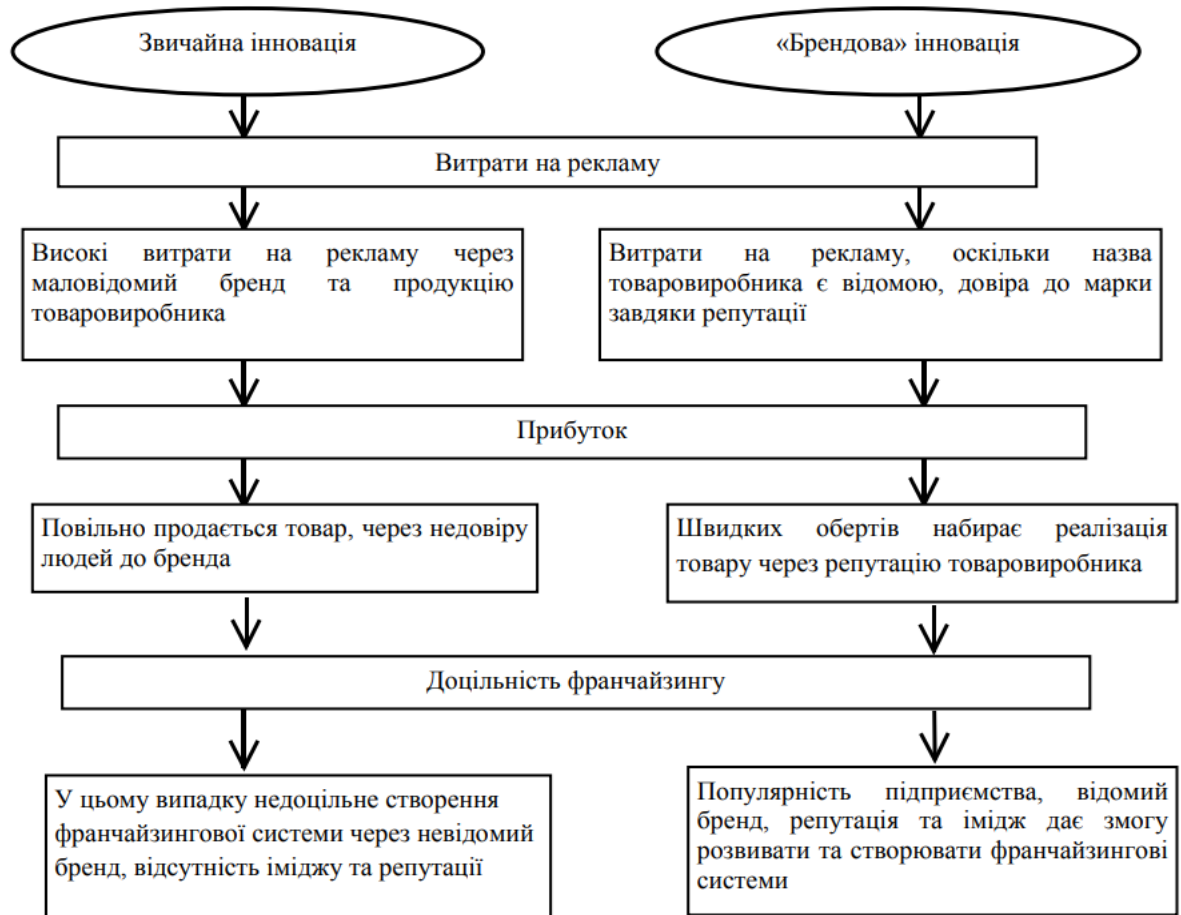 Звичайна інновація
«Брендова» інновація
Витрати на рекламу
Високі витрати на рекламу через
маловідомий бренд та продукцію
товаровиробника
Витрати на рекламу, оскільки назва
товаровиробника є відомою, довіра до марки
завдяки репутації
Прибуток
Повільно продається товар, через недовіру
людей до бренда
Швидких обертів набирає реалізація
товару через репутацію товаровиробника
Доцільність франчайзингу
У цьому випадку недоцільне створення
франчайзингової системи через невідомий
бренд, відсутність іміджу та репутації
Популярність підприємства, відомий
бренд, репутація та імідж дає змогу
розвивати та створювати франчайзингові
системи